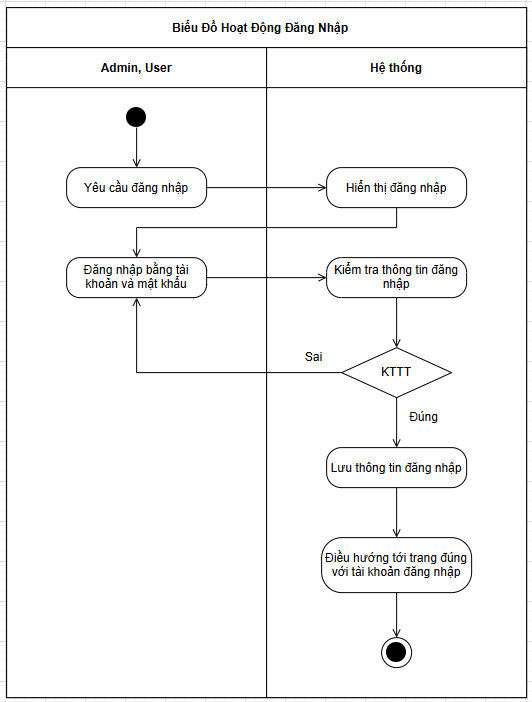 Biểu Đồ Hoạt Động Đăng Nhập
Admin, User
Hệ thống
Yêu cầu đăng nhập
Hiển thị đăng nhập
Đăng nhập bằng tài
khoản và mật khẩu
Kiểm tra thông tin đăng
nhập
Sai
KTTT
Đúng
Lưu thông tin đăng nhập
Điều hướng tới trang đúng
với tài khoản đăng nhập